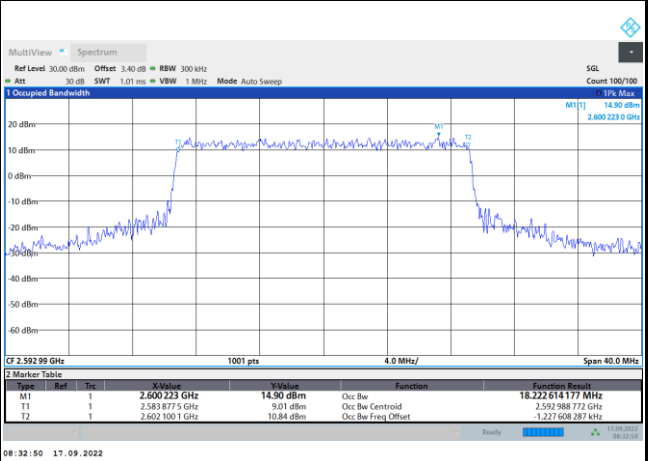 MultiView Spectrum
Ref Level 30.00 dBm Offset 3.40 dB RBW 300 kHz SGL
Att 30 dB SWT 1.01 ms VBW 1 MHz Mode Auto Sweep Count 100/100
1 Occupied Bandwidth 1Pk Max
M1[1] 14.90 dBm
2.600 223 0 GHz
M1
T1
T2
20 dBm
10 dBm
0 dBm
-10 dBm
-20 dBm
-30 dBm
-40 dBm
-50 dBm
-60 dBm
CF 2.592 99 GHz 1001 pts 4.0 MHz/ Span 40.0 MHz
2 Marker Table
Type Ref Trc X-Value Y-Value Function Function Result
M1 1 2.600 223 GHz 14.90 dBm Occ Bw 18.222 614 177 MHz
T1 1 2.583 877 5 GHz 9.01 dBm Occ Bw Centroid 2.592 988 772 GHz
T2 1 2.602 100 1 GHz 10.84 dBm Occ Bw Freq Offset -1.227 608 287 kHz
Ready 17.09.2022
08:32:50
08:32:50 17.09.2022